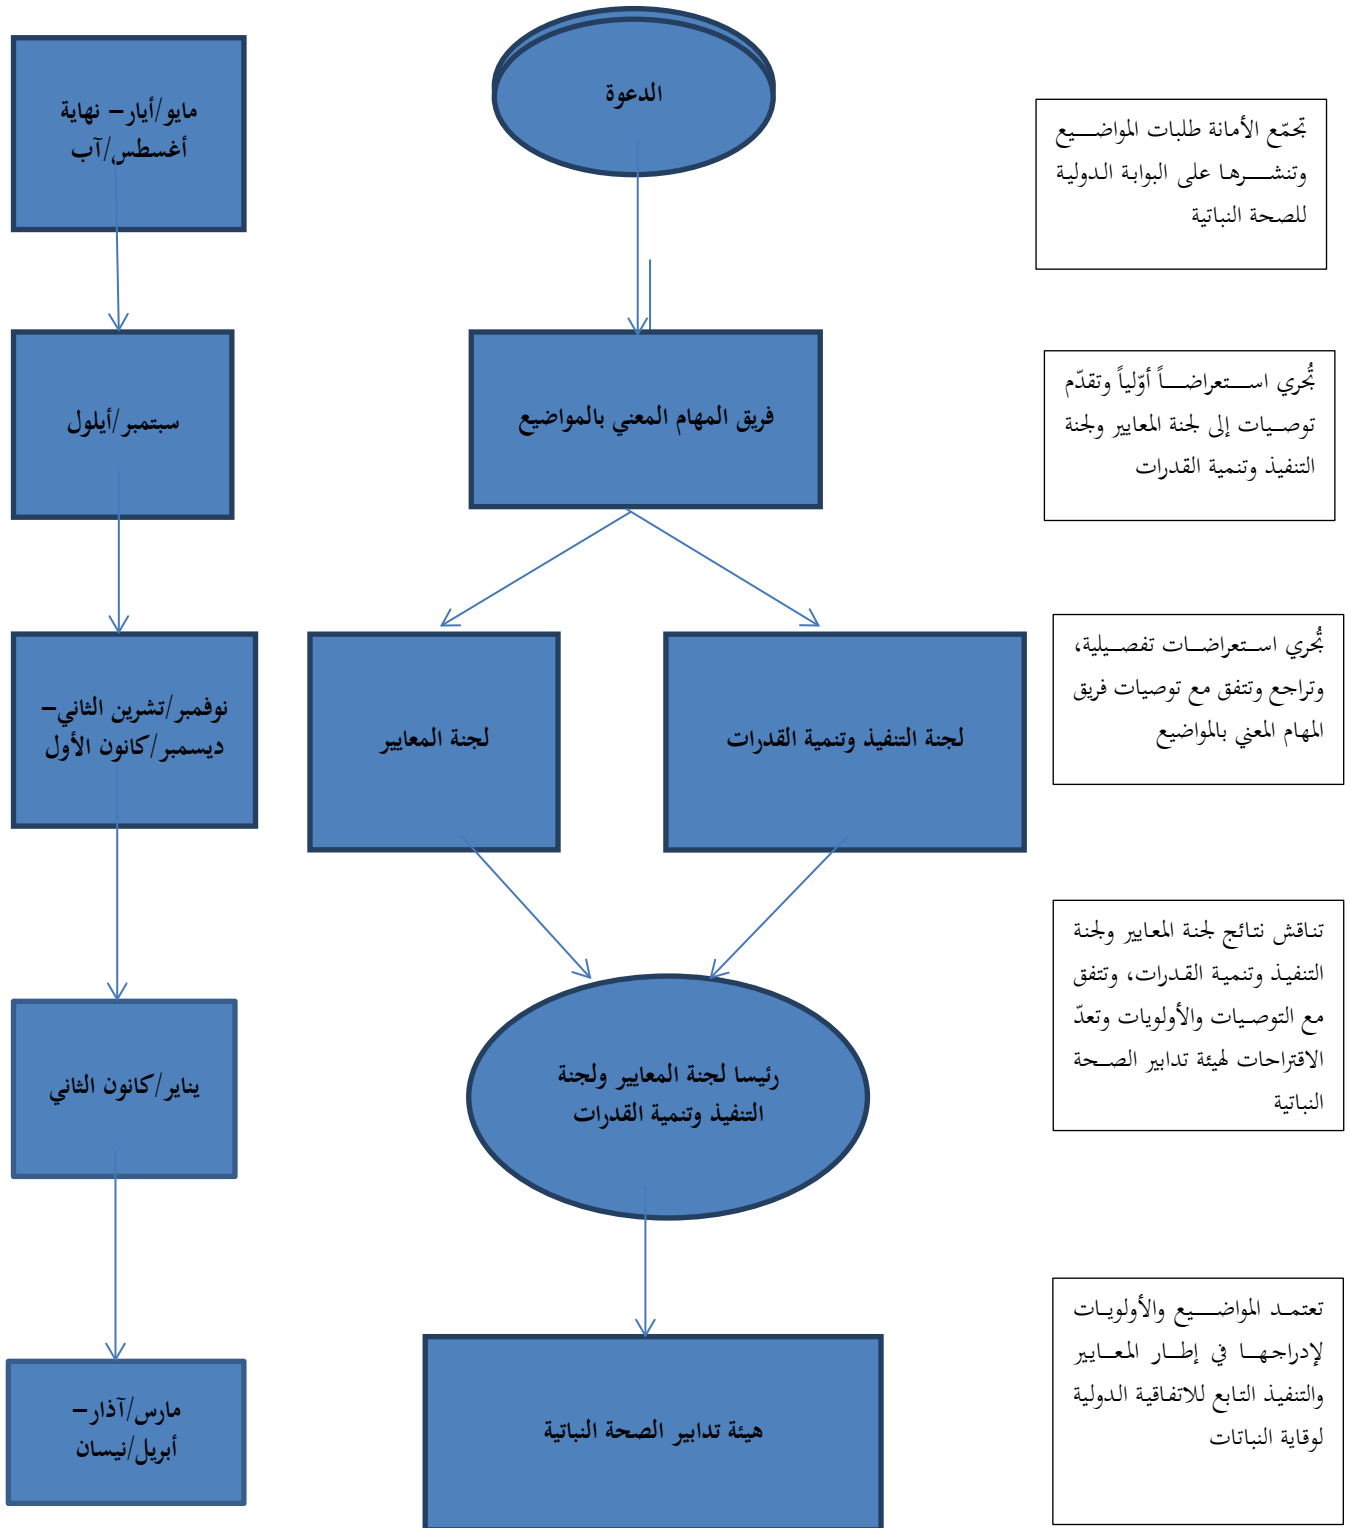 الدعوة
مايو/أيار– نهاية
أغسطس/آب
تجمّع الأمانة طلبات المواضيع
وتنشرها على البوابة الدولية
للصحة النباتية
فريق المهام المعني بالمواضيع
سبتمبر/أيلول
تُجري استعراضاً أوّلياً وتقدّم
توصيات إلى لجنة المعايير ولجنة
التنفيذ وتنمية القدرات
لجنة التنفيذ وتنمية القدرات
لجنة المعايير
نوفمبر/تشرين الثاني–
ديسمبر/كانون الأول
تُجري استعراضات تفصيلية،
وتراجع وتتفق مع توصيات فريق
المهام المعني بالمواضيع
رئيسا لجنة المعايير ولجنة
التنفيذ وتنمية القدرات
يناير/كانون الثاني
تناقش نتائج لجنة المعايير ولجنة
التنفيذ وتنمية القدرات، وتتفق
مع التوصيات والأولويات وتعدّ
الاقتراحات لهيئة تدابير الصحة
النباتية
هيئة تدابير الصحة النباتية
مارس/آذار–
أبريل/نيسان
تعتمد المواضيع والأولويات
لإدراجها في إطار المعايير
والتنفيذ التابع للاتفاقية الدولية
لوقاية النباتات